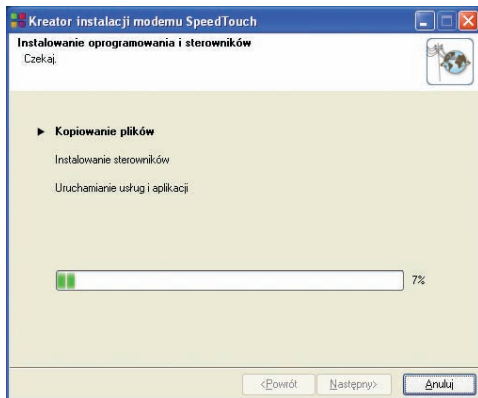 Kreator instalacji modemu SpeedTouch
Instalowanie oprogramowania i sterowników
Czekaj.
Kopiowanie plików
Instalowanie sterowników
Uruchamianie usług i aplikacji
7%
<Powrót Następny> Anuluj